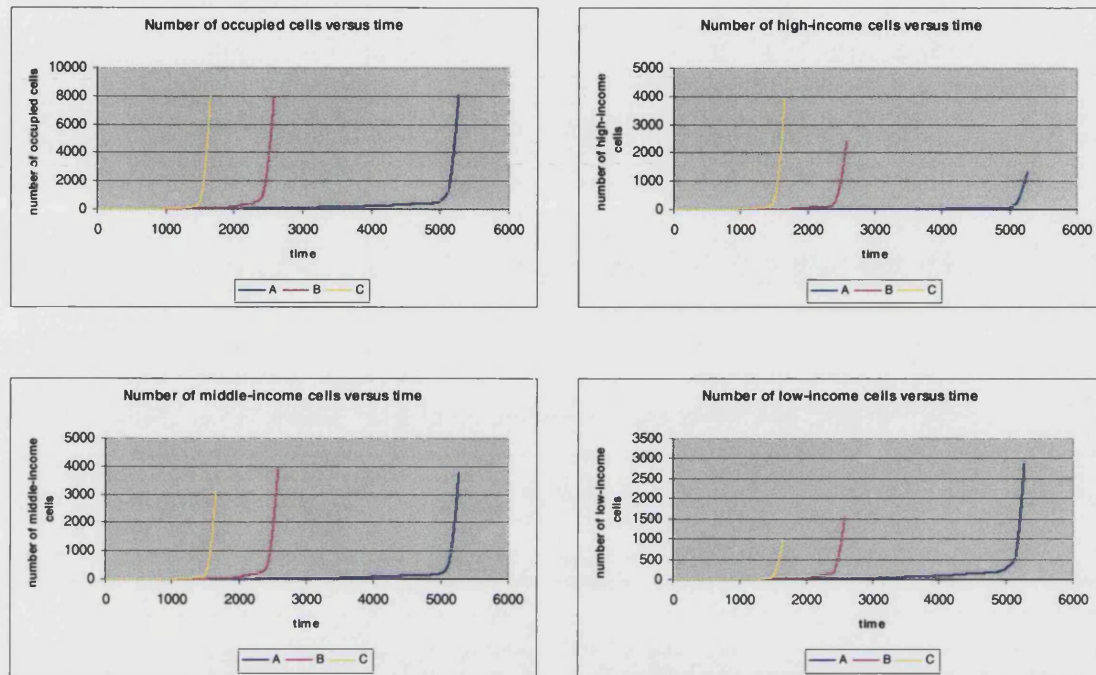 Number of occupied cells versus time
number of occupied cells
10000
8000
6000
4000
2000
0
0 1000 2000 3000 4000 5000 6000
time
A B C
Number of high-income cells versus time
number of high-income
cells
5000
4000
3000
2000
1000
0
0 1000 2000 3000 4000 5000 6000
time
A B C
Number of middle-income cells versus time
number of middle-income
cells
5000
4000
3000
2000
1000
0
0 1000 2000 3000 4000 5000 6000
time
A B C
Number of low-income cells versus time
number of low-income
cells
3500
3000
2500
2000
1500
1000
500
0
0 1000 2000 3000 4000 5000 6000
time
A B C